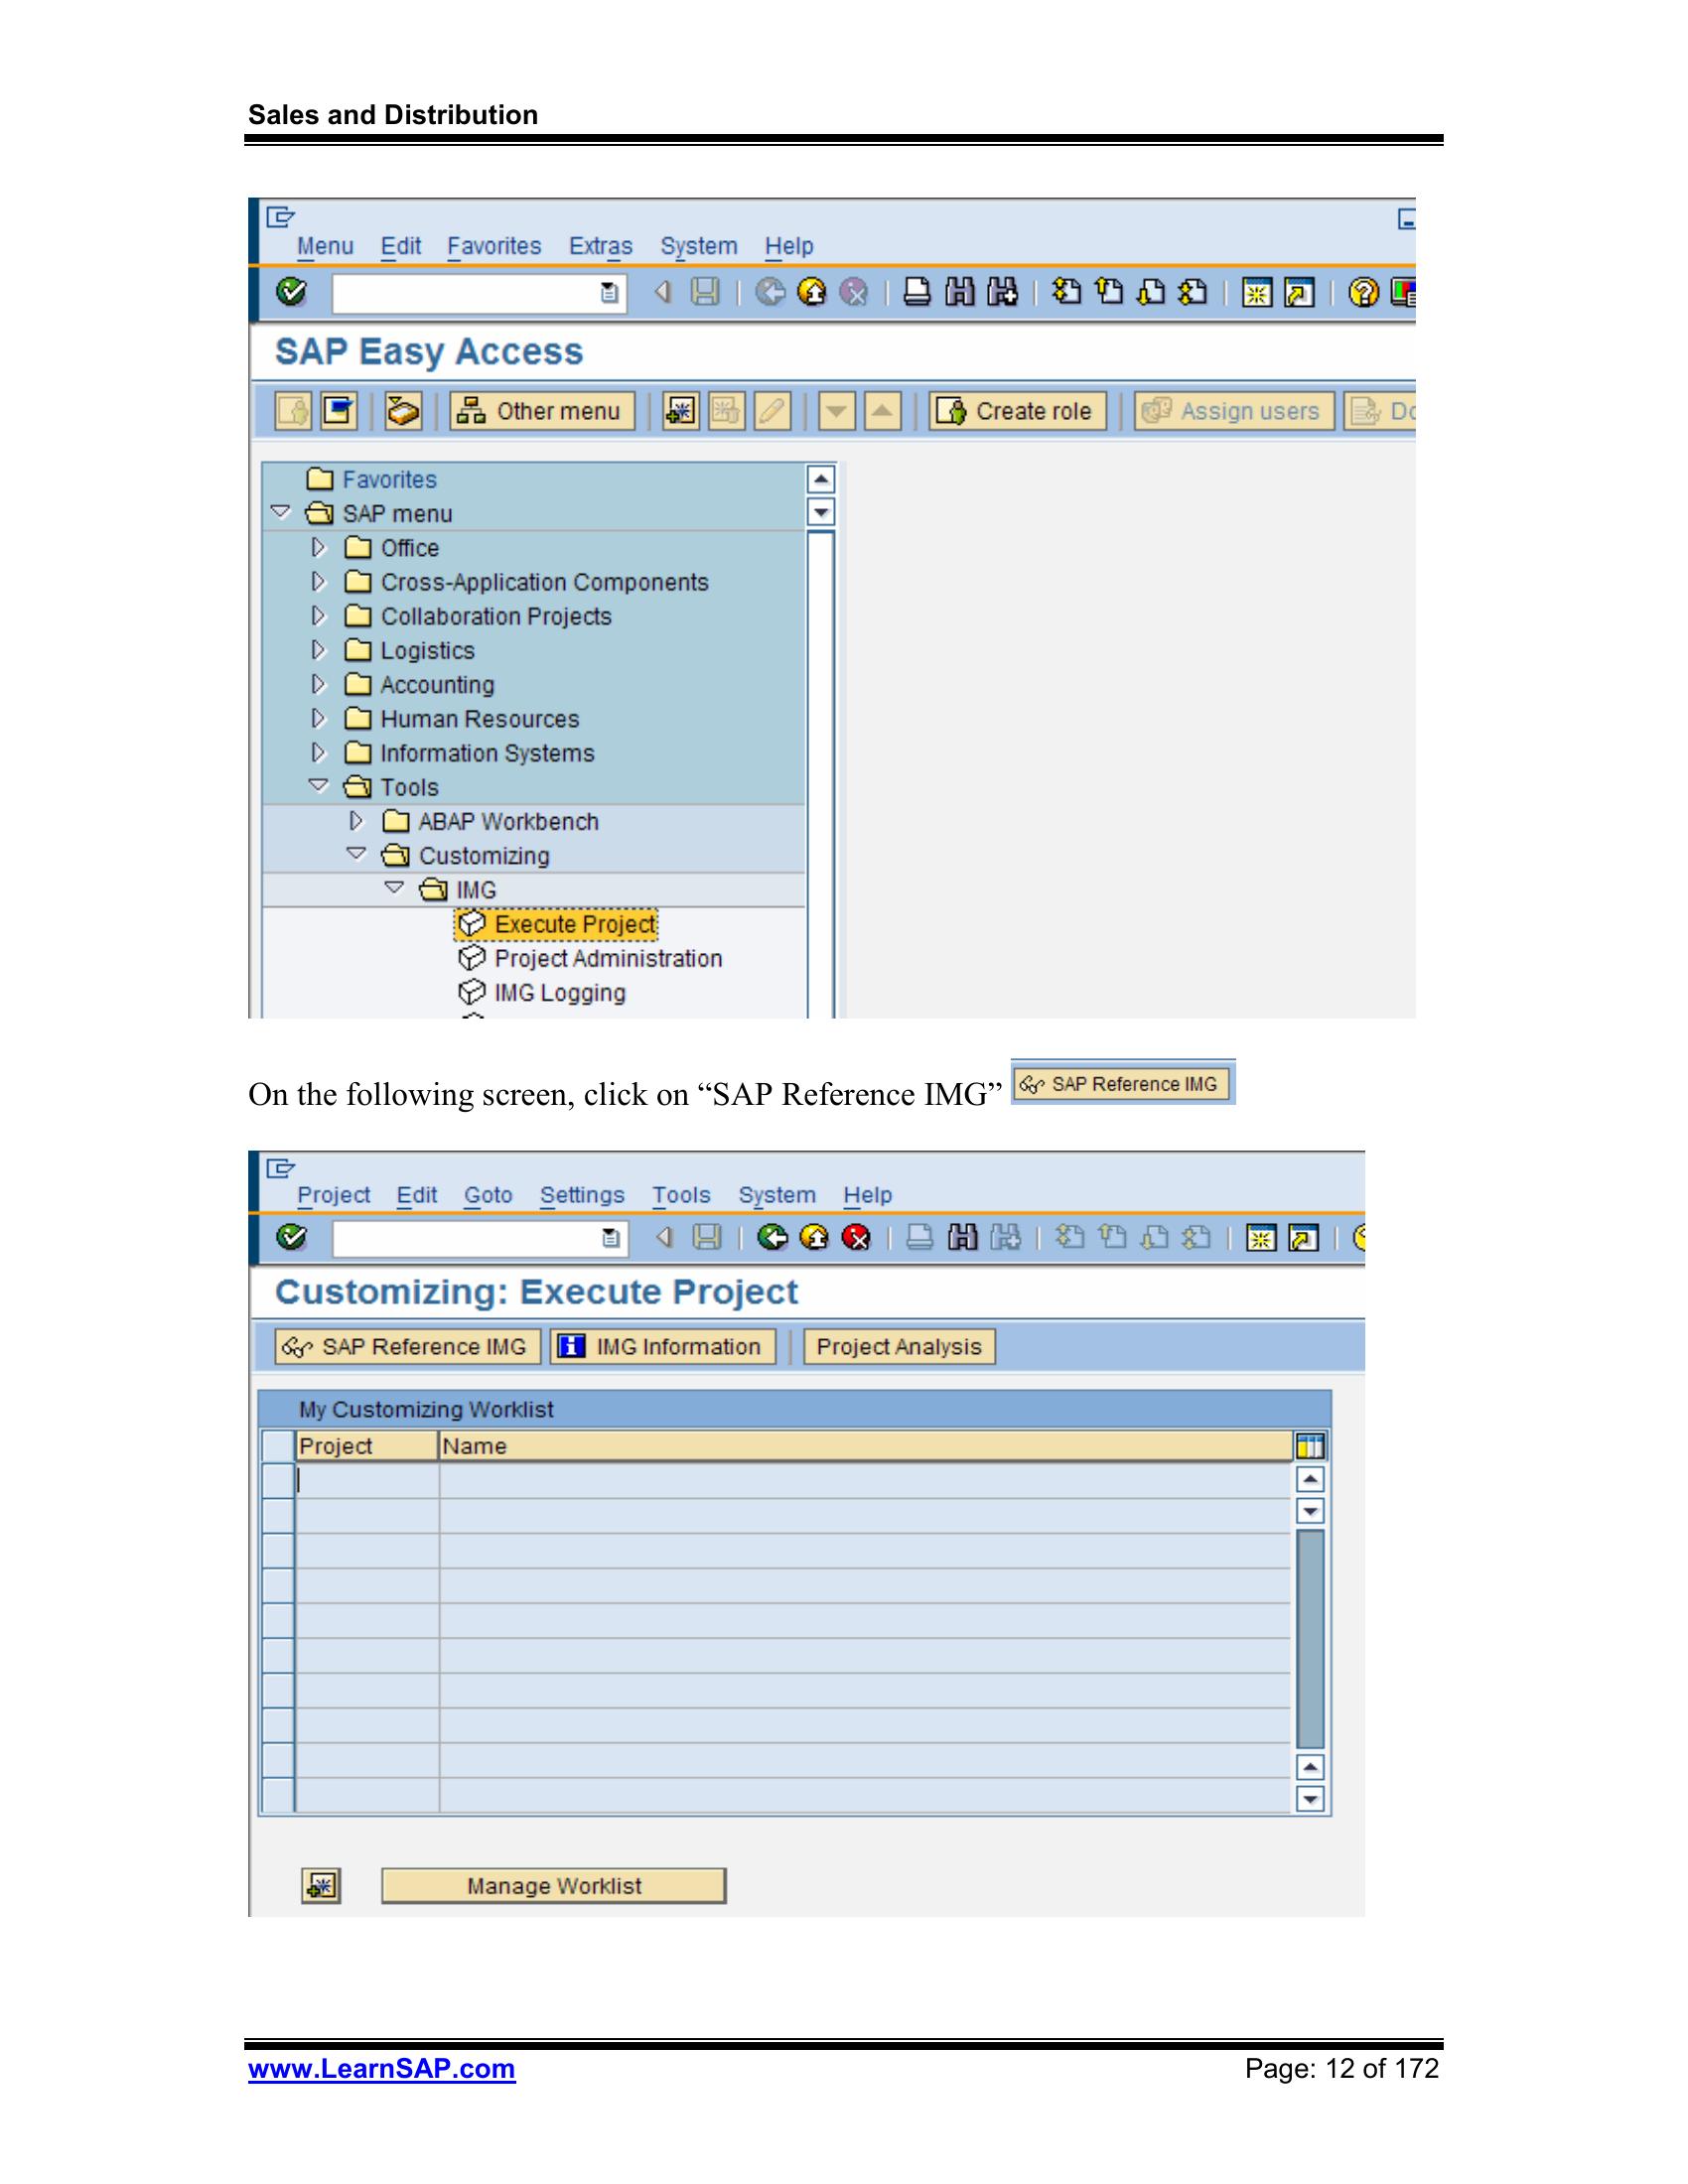 Sales and Distribution
Menu Edit Favorites Extras System Help
SAP Easy Access
Other menu Create role Assign users Do
Favorites
SAP menu
Office
Cross-Application Components
Collaboration Projects
Logistics
Accounting
Human Resources
Information Systems
Tools
ABAP Workbench
Customizing
IMG
Execute Project
Project Administration
IMG Logging
On the following screen, click on “SAP Reference IMG” SAP Reference IMG
Project Edit Goto Settings Tools System Help
Customizing: Execute Project
SAP Reference IMG IMG Information Project Analysis
My Customizing Worklist
Project Name
Manage Worklist
www.LearnSAP.com Page: 12 of 172